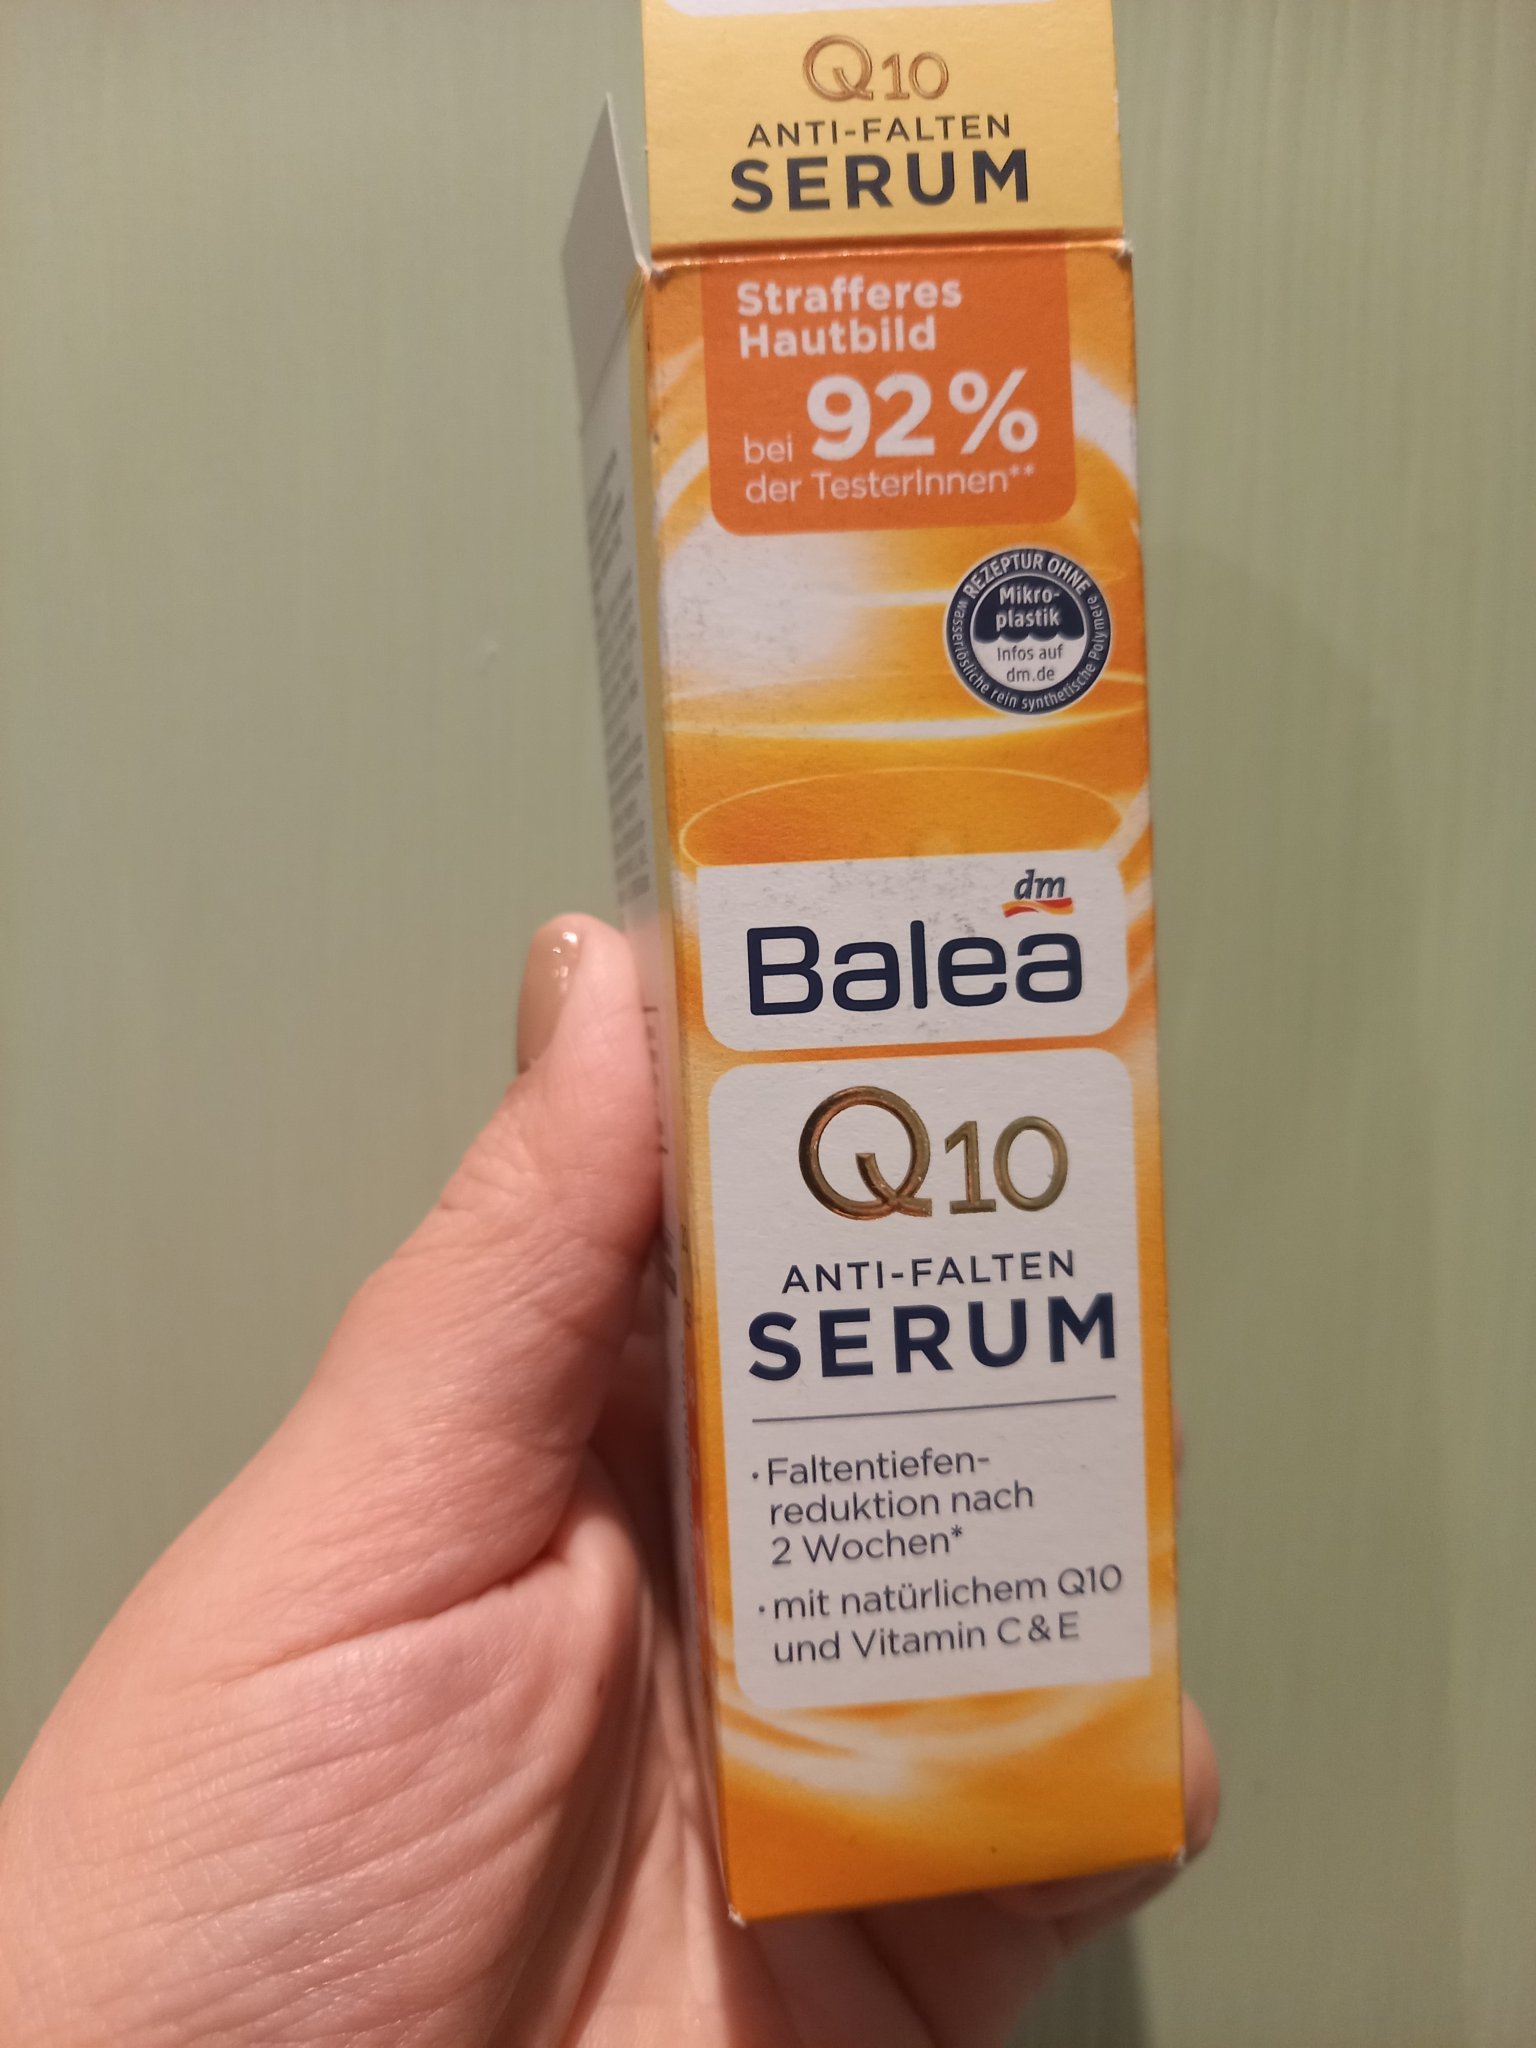 Q10
ANTI-FALTEN
SERUM
Strafferes
Hautbild
bei 92%
der TesterInnen**
REZEPTUR OHNE
Mikro-
plastik
Infos auf
dm.de
wasserlösliche rein synthetische Polymere
dm
Balea
Q10
ANTI-FALTEN
SERUM
· Faltentiefen-
reduktion nach
2 Wochen*
· mit natürlichem Q10
und Vitamin C & E